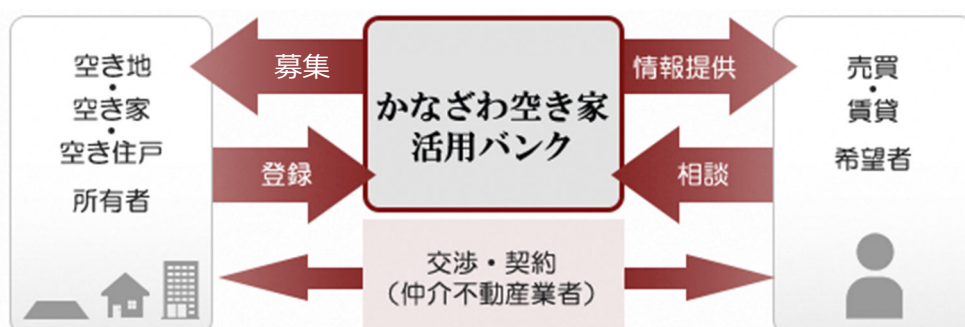 空き地
・
空き家
・
空き住戸
所有者
募集
登録
かなざわ空き家
活用バンク
情報提供
相談
売買
・
賃貸
希望者
交渉・契約
（仲介不動産業者）